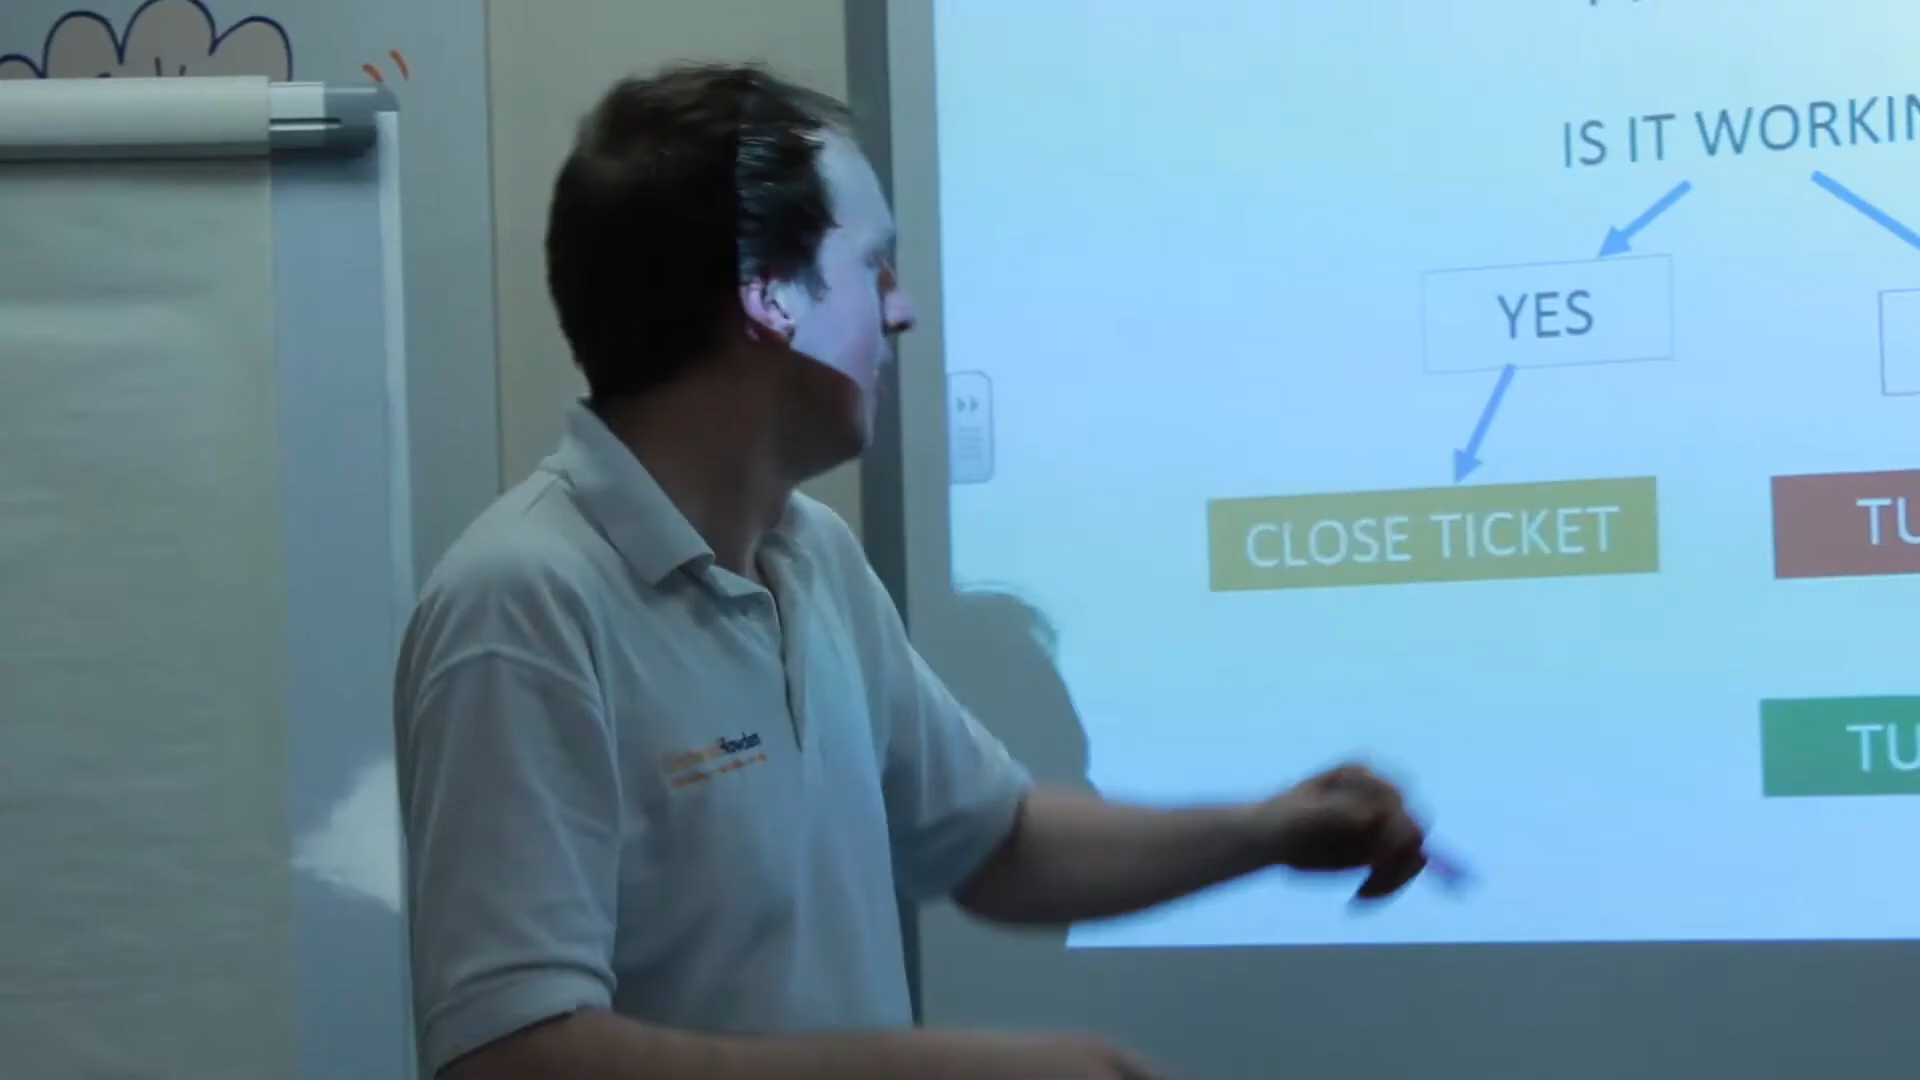 IS IT WORKIN
YES
CLOSE TICKET
TU
TU